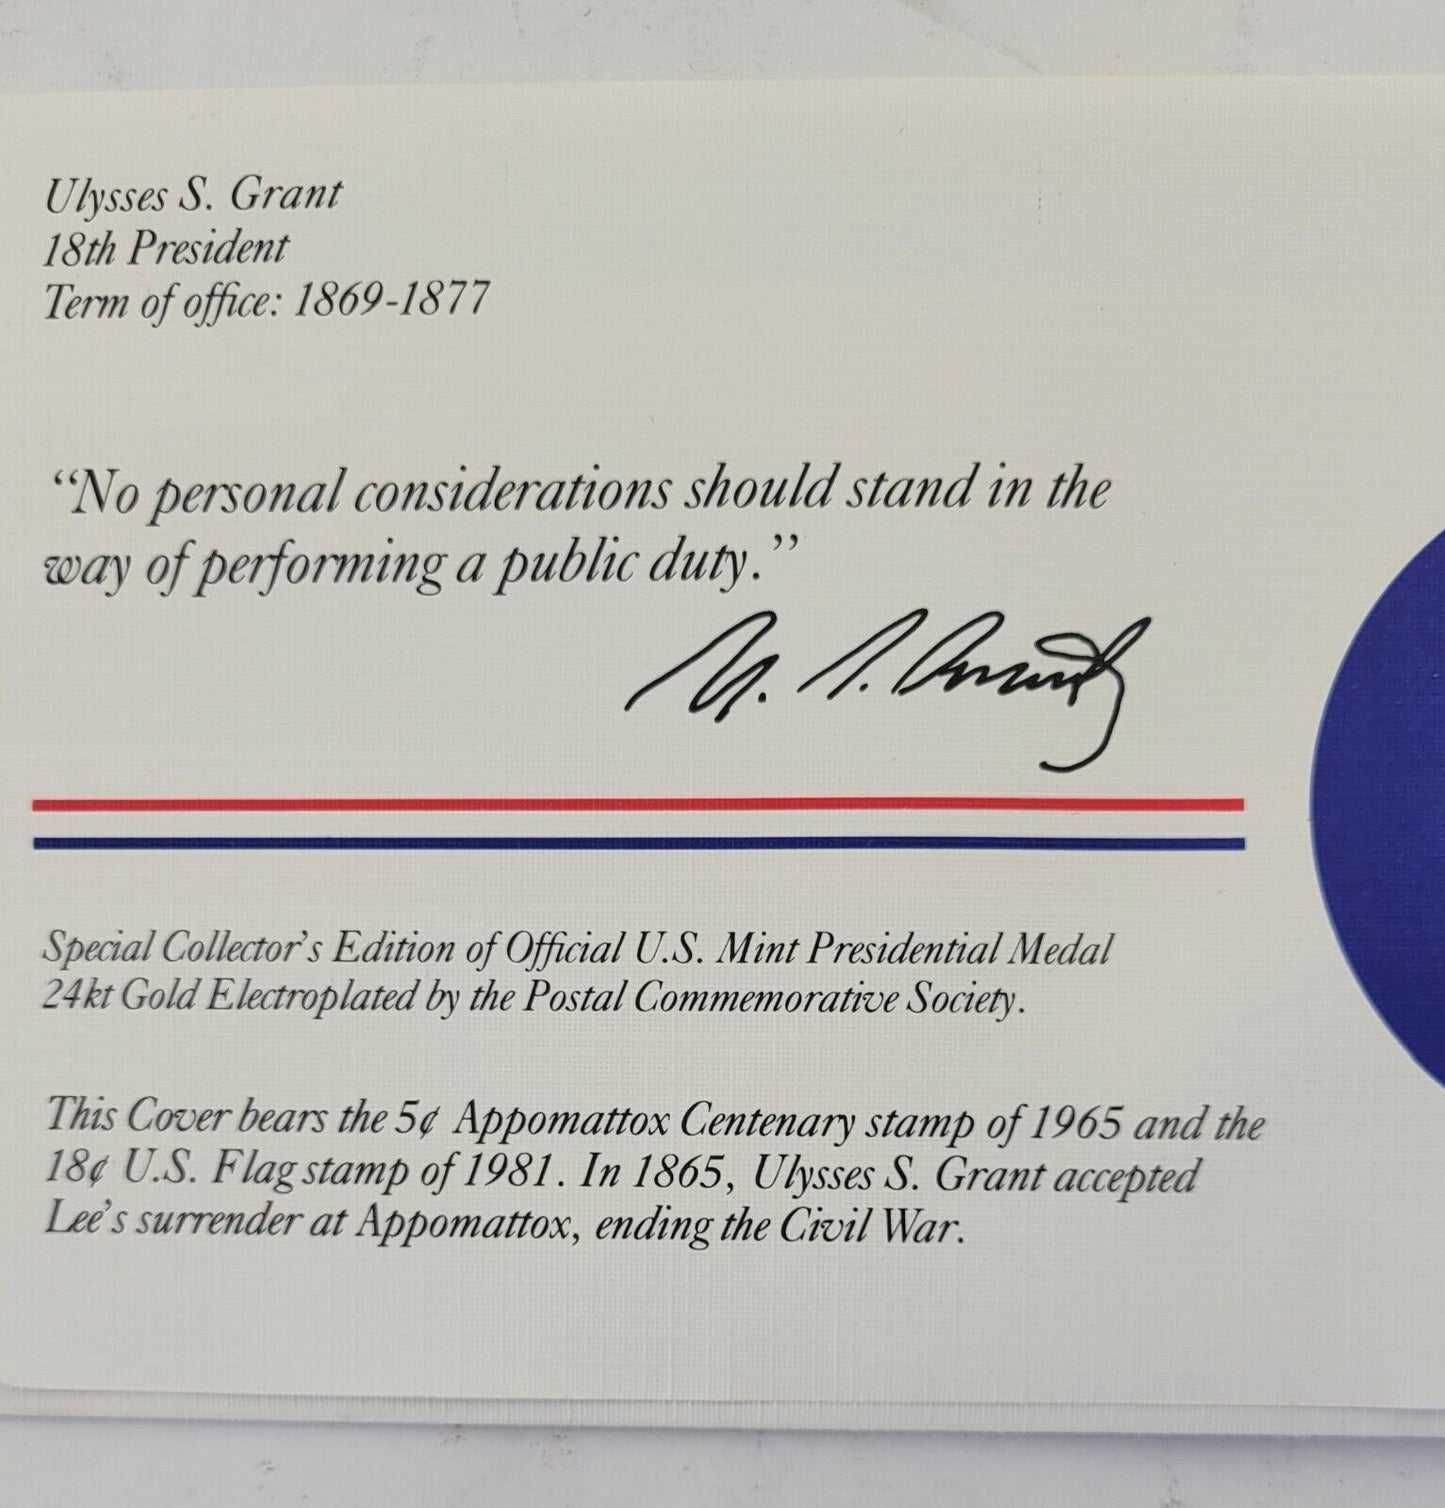 Ulysses S. Grant
18th President
Term of office: 1869-1877
“No personal considerations should stand in the
way of performing a public duty.”
U. S. Grant
Special Collector's Edition of Official U.S. Mint Presidential Medal
24kt Gold Electroplated by the Postal Commemorative Society.
This Cover bears the 5¢ Appomattox Centenary stamp of 1965 and the
18¢ U.S. Flag stamp of 1981. In 1865, Ulysses S. Grant accepted
Lee's surrender at Appomattox, ending the Civil War.